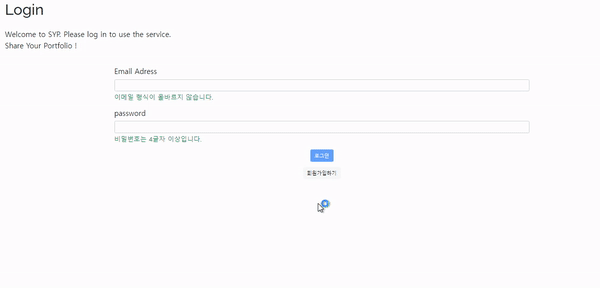 Login
Welcome to SYP. Please log in to use the service.
Share Your Portfolio !
Email Adress
이메일 형식이 올바르지 않습니다.
password
비밀번호는 4글자 이상입니다.
로그인
회원가입하기